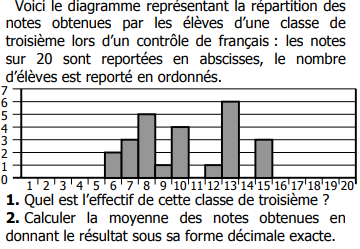 Voici le diagramme représentant la répartition des
notes obtenues par les élèves d'une classe de
troisième lors d'un contrôle de français : les notes
sur 20 sont reportées en abscisses, le nombre
d'élèves est reporté en ordonnés.
7
6
5
4
3
2
1
0
1 2 3 4 5 6 7 8 9 10 11 12 13 14 15 16 17 18 19 20
1. Quel est l'effectif de cette classe de troisième ?
2. Calculer la moyenne des notes obtenues en
donnant le résultat sous sa forme décimale exacte.